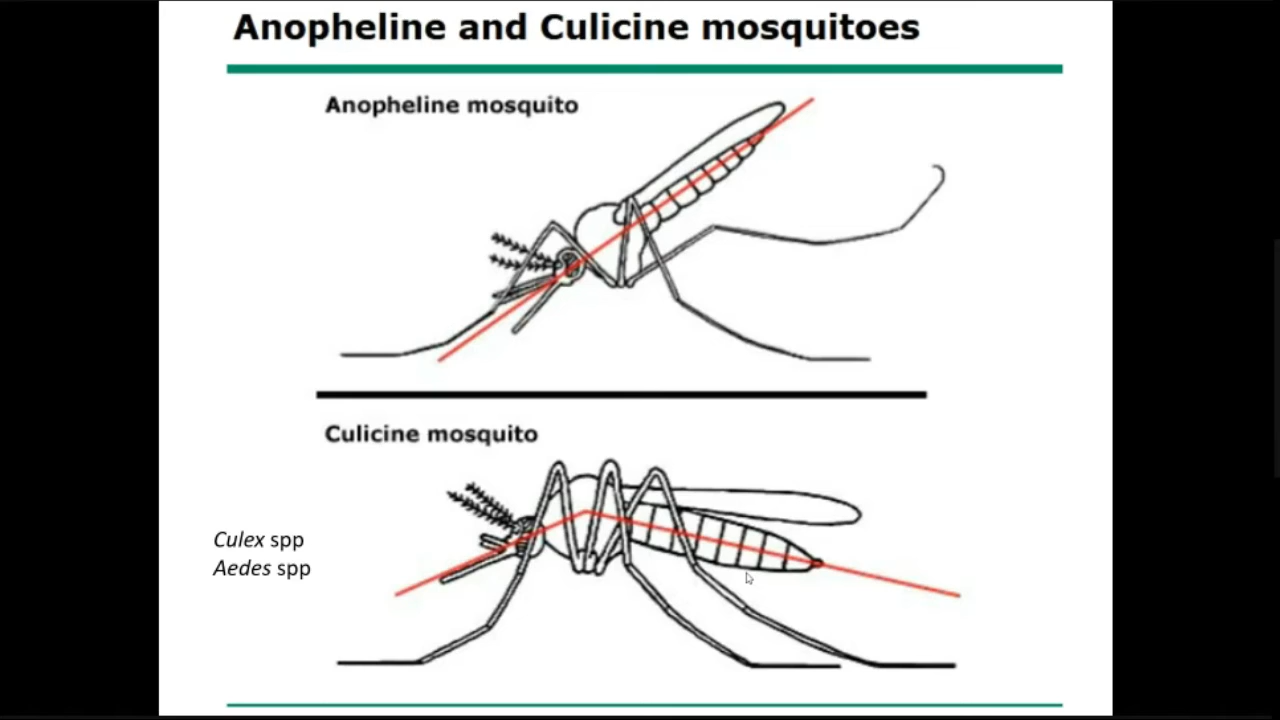 Anopheline and Culicine mosquitoes
Anopheline mosquito
Culicine mosquito
Culex spp
Aedes spp